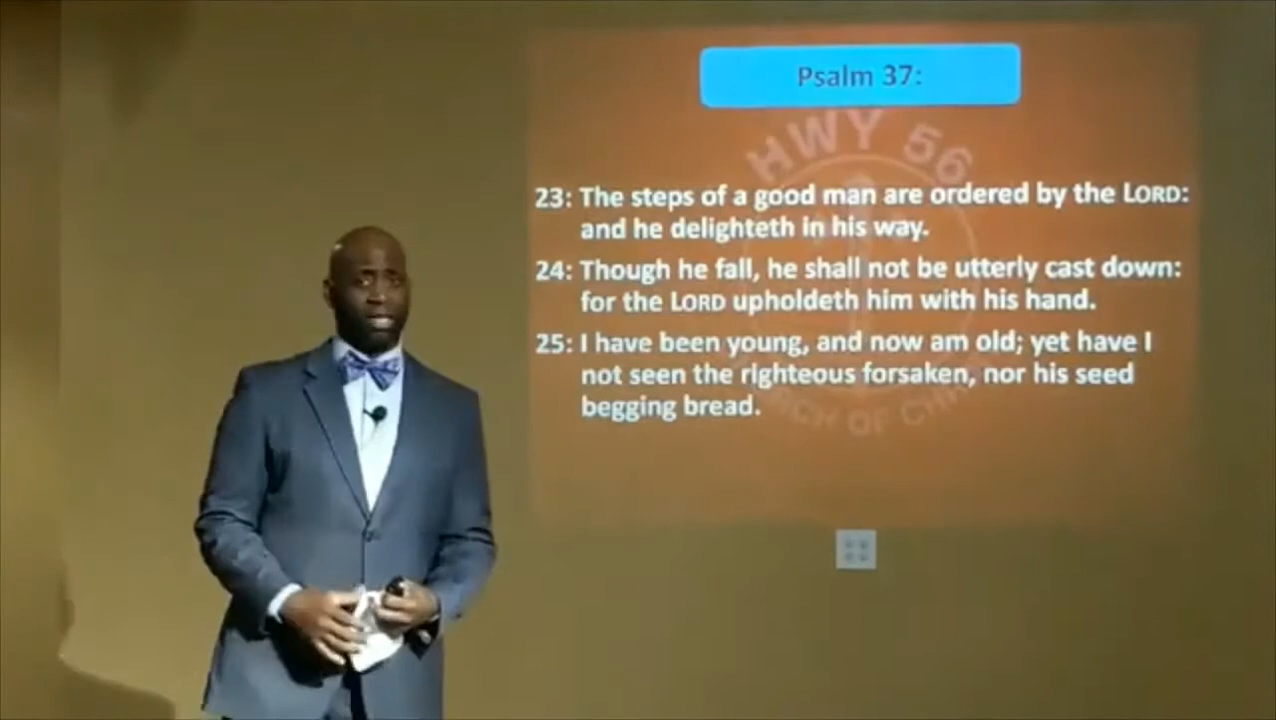 Psalm 37:
HWY 56
23: The steps of a good man are ordered by the LORD:
and he delighteth in his way.
24: Though he fall, he shall not be utterly cast down:
for the LORD upholdeth him with his hand.
25: I have been young, and now am old; yet have I
not seen the righteous forsaken, nor his seed
begging bread.
OF